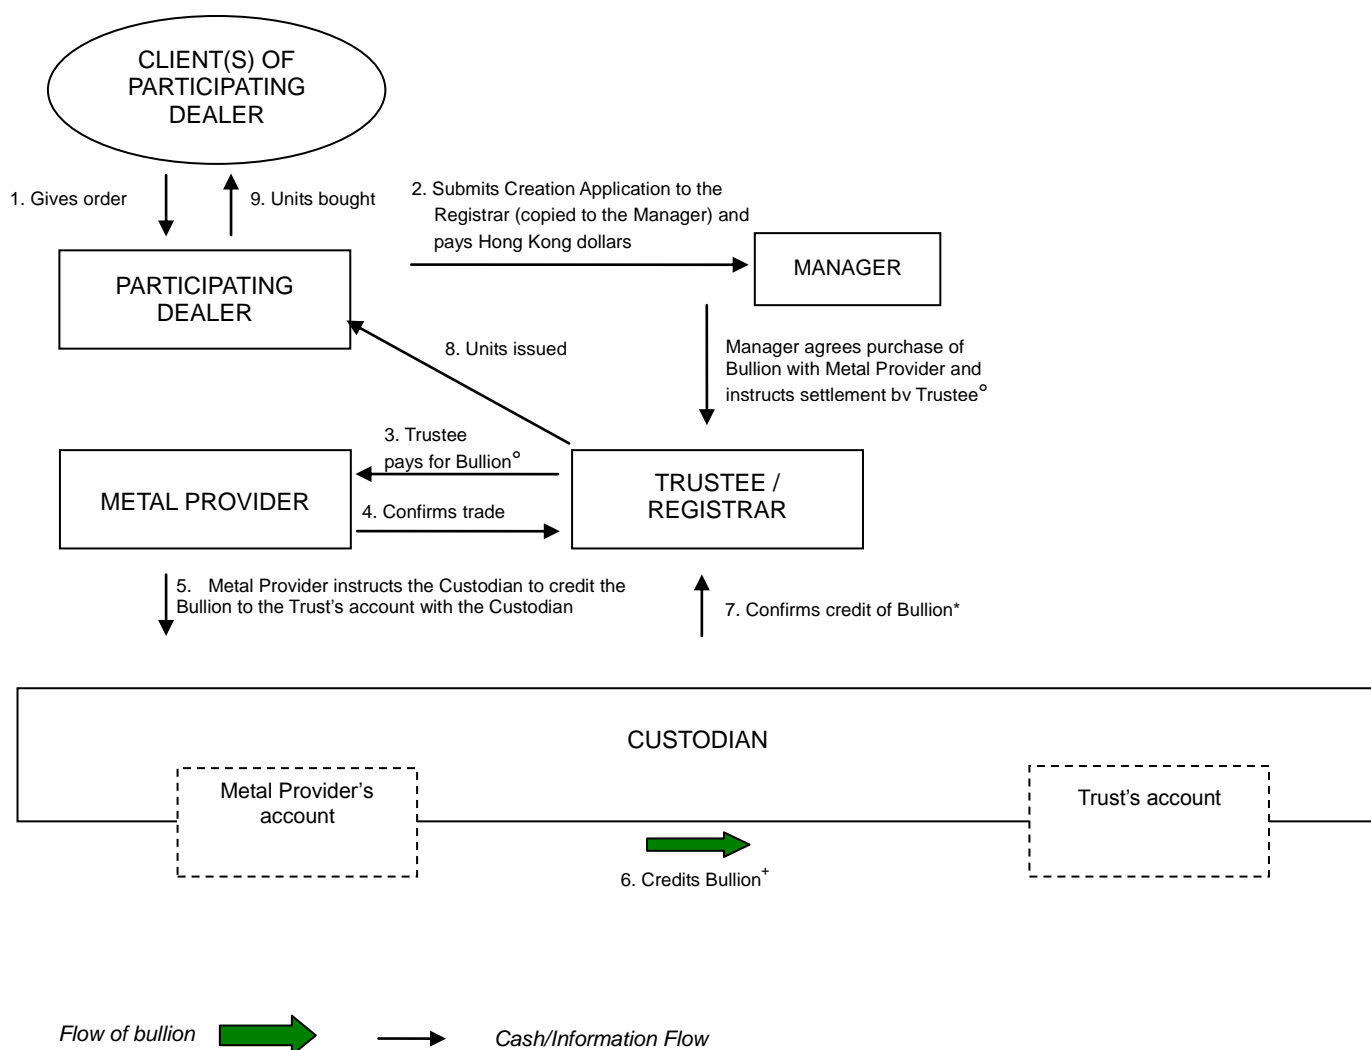 CLIENT(S) OF
PARTICIPATING
DEALER
1. Gives order
9. Units bought
2. Submits Creation Application to the
Registrar (copied to the Manager) and
pays Hong Kong dollars
PARTICIPATING
DEALER
MANAGER
8. Units issued
Manager agrees purchase of
Bullion with Metal Provider and
instructs settlement by Trustee°
3. Trustee
pays for Bullion°
METAL PROVIDER
4. Confirms trade
TRUSTEE /
REGISTRAR
5. Metal Provider instructs the Custodian to credit the
Bullion to the Trust's account with the Custodian
7. Confirms credit of Bullion*
CUSTODIAN
Metal Provider's
account
Trust's account
6. Credits Bullion+
Flow of bullion
Cash/Information Flow